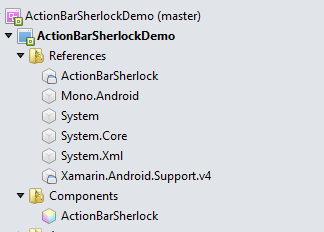 ActionBarSherlockDemo (master)
ActionBarSherlockDemo
References
ActionBarSherlock
Mono.Android
System
System.Core
System.Xml
Xamarin.Android.Support.v4
Components
ActionBarSherlock